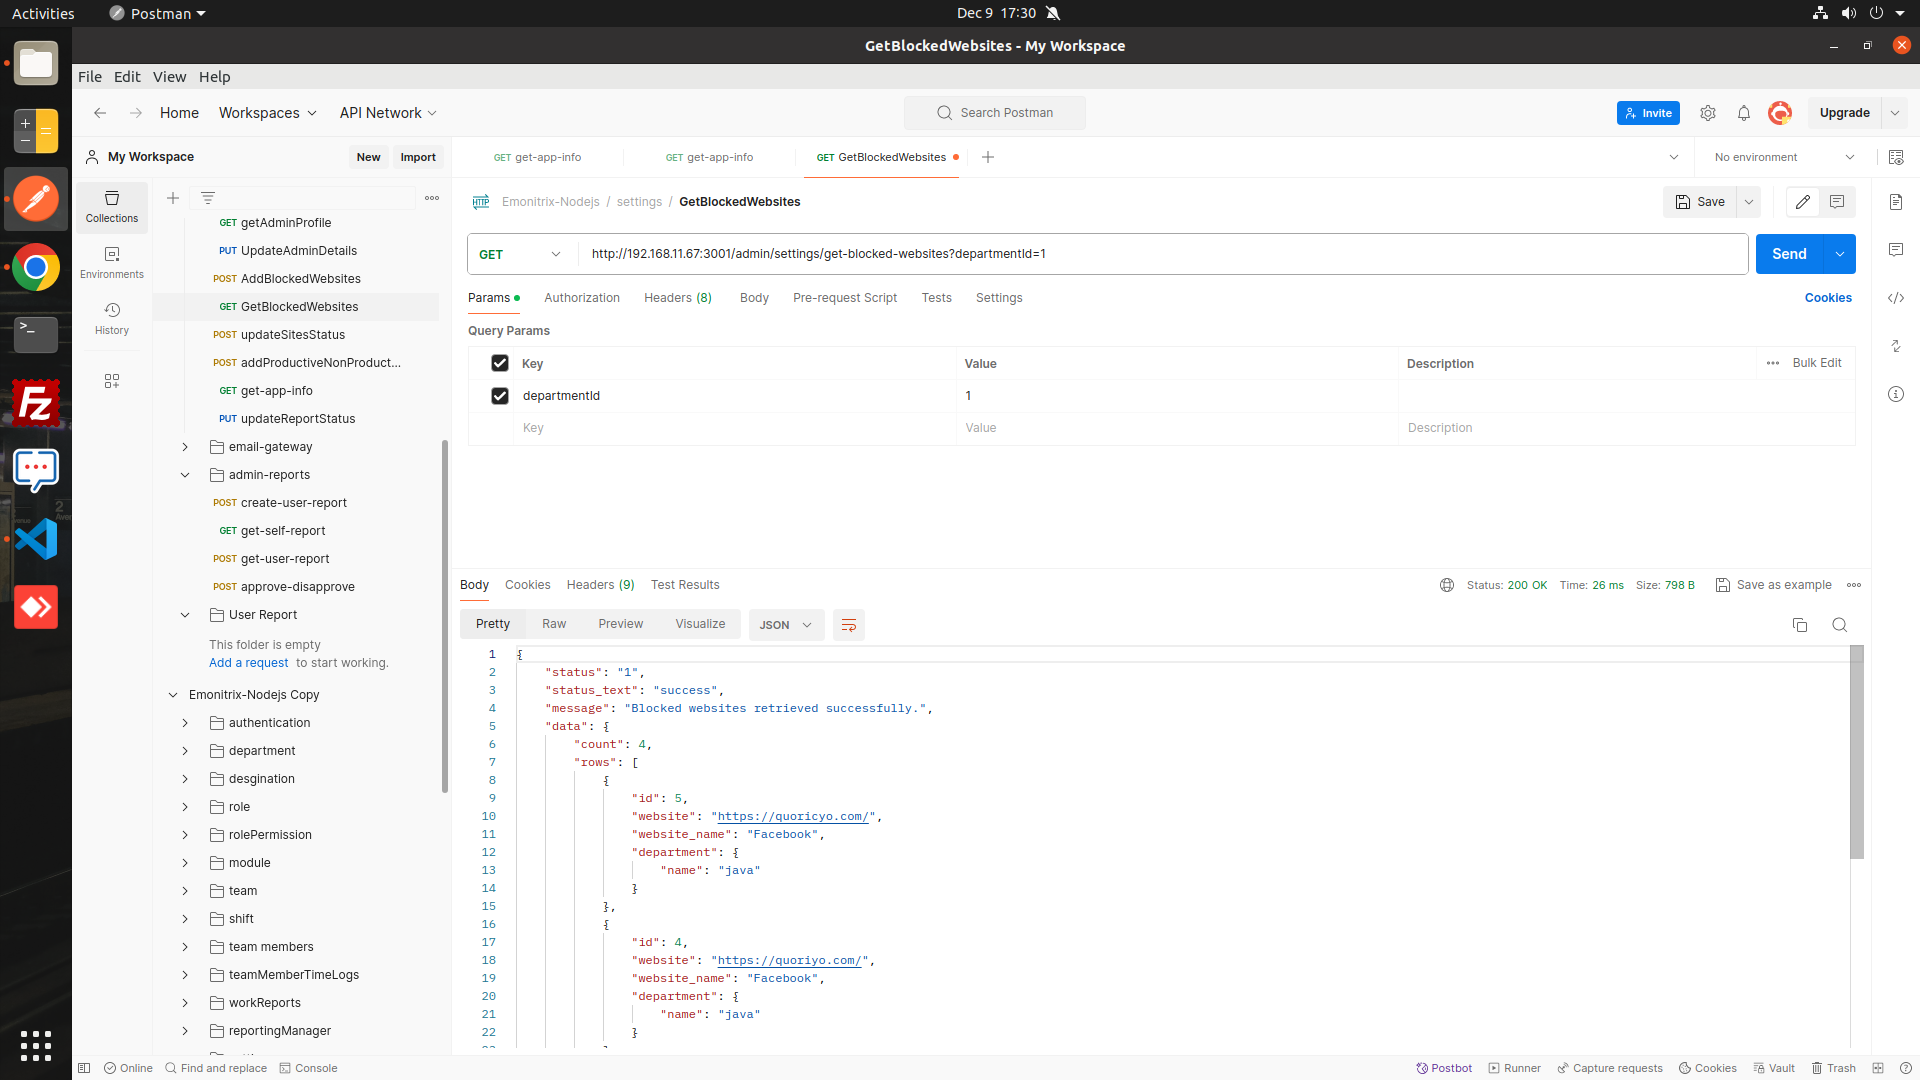 Activities
Postman
Dec 9 17:30
GetBlockedWebsites - My Workspace
File Edit View Help
Home Workspaces API Network
Search Postman
Invite
Upgrade
My Workspace
New Import
GET get-app-info
GET get-app-info
GET GetBlockedWebsites
No environment
Collections
Environments
History
GET getAdminProfile
PUT UpdateAdminDetails
POST AddBlockedWebsites
GET GetBlockedWebsites
POST updateSitesStatus
POST addProductiveNonProduct...
GET get-app-info
PUT updateReportStatus
email-gateway
admin-reports
POST create-user-report
GET get-self-report
POST get-user-report
POST approve-disapprove
User Report
This folder is empty
Add a request to start working.
Emonitrix-Nodejs Copy
authentication
department
desgination
role
rolePermission
module
team
shift
team members
teamMemberTimeLogs
workReports
reportingManager
HTTP
Emonitrix-Nodejs / settings / GetBlockedWebsites
Save
GET
http://192.168.11.67:3001/admin/settings/get-blocked-websites?departmentId=1
Send
Params Authorization Headers (8) Body Pre-request Script Tests Settings
Cookies
Query Params
Key Value Description Bulk Edit
departmentId 1
Key Value Description
Body Cookies Headers (9) Test Results
Status: 200 OK Time: 26 ms Size: 798 B Save as example
Pretty Raw Preview Visualize JSON
1 {
2 "status": "1",
3 "status_text": "success",
4 "message": "Blocked websites retrieved successfully.",
5 "data": {
6 "count": 4,
7 "rows": [
8 {
9 "id": 5,
10 "website": "https://quoricyo.com/",
11 "website_name": "Facebook",
12 "department": {
13 "name": "java"
14 }
15 },
16 {
17 "id": 4,
18 "website": "https://quoriyo.com/",
19 "website_name": "Facebook",
20 "department": {
21 "name": "java"
22 }
Online Find and replace Console
Postbot Runner Capture requests Cookies Vault Trash